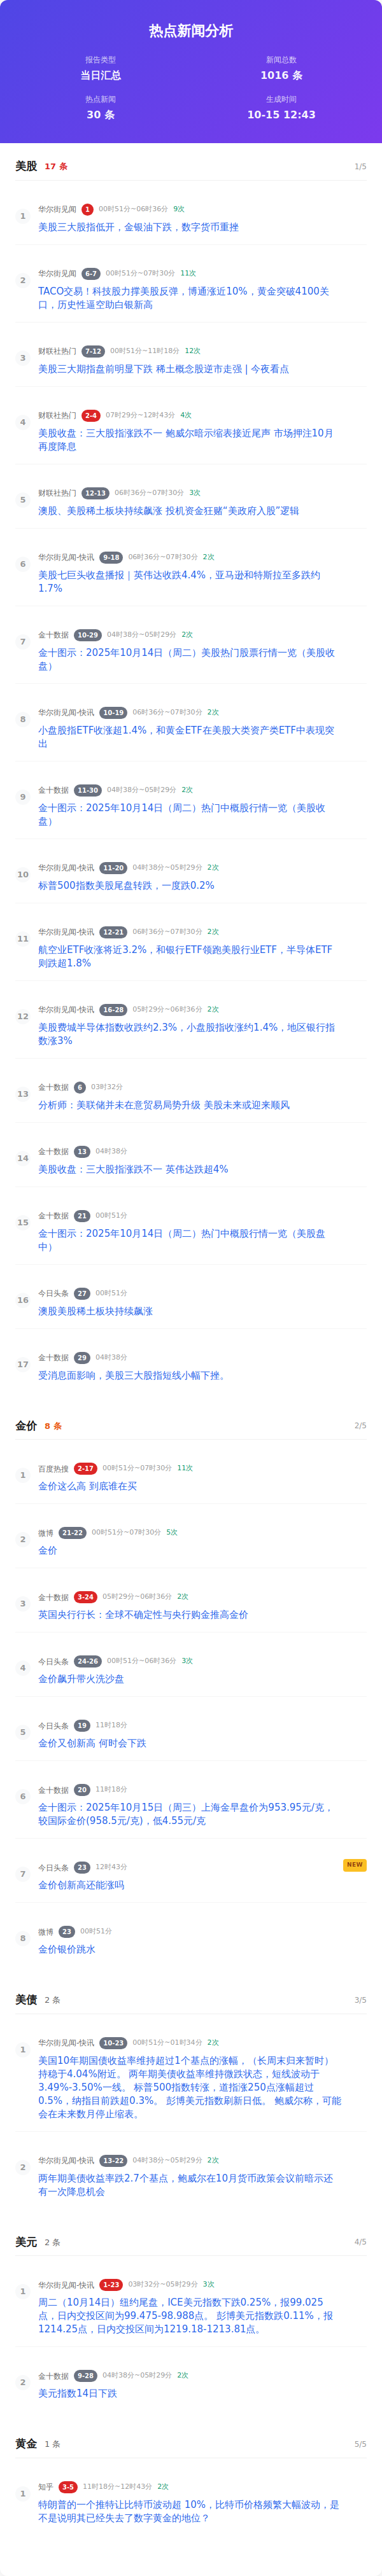 热点新闻分析
报告类型
新闻总数
当日汇总
1016 条
热点新闻
生成时间
30 条
10-15 12:43
美股 17 条 1/5
1
华尔街见闻 1 00时51分~06时36分 9次
美股三大股指低开，金银油下跌，数字货币重挫
2
华尔街见闻 6-7 00时51分~07时30分 11次
TACO交易！科技股力撑美股反弹，博通涨近10%，黄金突破4100关
口，历史性逼空助白银新高
3
财联社热门 7-12 00时51分~11时18分 12次
美股三大期指盘前明显下跌 稀土概念股逆市走强 | 今夜看点
4
财联社热门 2-4 07时29分~12时43分 4次
美股收盘：三大股指涨跌不一 鲍威尔暗示缩表接近尾声 市场押注10月
再度降息
5
财联社热门 12-13 06时36分~07时30分 3次
澳股、美股稀土板块持续飙涨 投机资金狂赌“美政府入股”逻辑
6
华尔街见闻-快讯 9-18 06时36分~07时30分 2次
美股七巨头收盘播报｜英伟达收跌4.4%，亚马逊和特斯拉至多跌约
1.7%
7
金十数据 10-29 04时38分~05时29分 2次
金十图示：2025年10月14日（周二）美股热门股票行情一览（美股收
盘）
8
华尔街见闻-快讯 10-19 06时36分~07时30分 2次
小盘股指ETF收涨超1.4%，和黄金ETF在美股大类资产类ETF中表现突
出
9
金十数据 11-30 04时38分~05时29分 2次
金十图示：2025年10月14日（周二）热门中概股行情一览（美股收
盘）
10
华尔街见闻-快讯 11-20 04时38分~05时29分 2次
标普500指数美股尾盘转跌，一度跌0.2%
11
华尔街见闻-快讯 12-21 06时36分~07时30分 2次
航空业ETF收涨将近3.2%，和银行ETF领跑美股行业ETF，半导体ETF
则跌超1.8%
12
华尔街见闻-快讯 16-28 05时29分~06时36分 2次
美股费城半导体指数收跌约2.3%，小盘股指收涨约1.4%，地区银行指
数涨3%
13
金十数据 6 03时32分
分析师：美联储并未在意贸易局势升级 美股未来或迎来顺风
14
金十数据 13 04时38分
美股收盘：三大股指涨跌不一 英伟达跌超4%
15
金十数据 21 00时51分
金十图示：2025年10月14日（周二）热门中概股行情一览（美股盘
中）
16
今日头条 27 00时51分
澳股美股稀土板块持续飙涨
17
金十数据 29 04时38分
受消息面影响，美股三大股指短线小幅下挫。
金价 8 条 2/5
1
百度热搜 2-17 00时51分~07时30分 11次
金价这么高 到底谁在买
2
微博 21-22 00时51分~07时30分 5次
金价
3
金十数据 3-24 05时29分~06时36分 2次
英国央行行长：全球不确定性与央行购金推高金价
4
今日头条 24-26 00时51分~06时36分 3次
金价飙升带火洗沙盘
5
今日头条 19 11时18分
金价又创新高 何时会下跌
6
金十数据 20 11时18分
金十图示：2025年10月15日（周三）上海金早盘价为953.95元/克，
较国际金价(958.5元/克)，低4.55元/克
7
今日头条 23 12时43分 NEW
金价创新高还能涨吗
8
微博 23 00时51分
金价银价跳水
美债 2 条 3/5
1
华尔街见闻-快讯 10-23 00时51分~01时34分 2次
美国10年期国债收益率维持超过1个基点的涨幅，（长周末归来暂时）
持稳于4.04%附近。 两年期美债收益率维持微跌状态，短线波动于
3.49%-3.50%一线。 标普500指数转涨，道指涨250点涨幅超过
0.5%，纳指目前跌超0.3%。 彭博美元指数刷新日低。 鲍威尔称，可能
会在未来数月停止缩表。
2
华尔街见闻-快讯 13-22 04时38分~05时29分 2次
两年期美债收益率跌2.7个基点，鲍威尔在10月货币政策会议前暗示还
有一次降息机会
美元 2 条 4/5
1
华尔街见闻-快讯 1-23 03时32分~05时29分 3次
周二（10月14日）纽约尾盘，ICE美元指数下跌0.25%，报99.025
点，日内交投区间为99.475-98.988点。 彭博美元指数跌0.11%，报
1214.25点，日内交投区间为1219.18-1213.81点。
2
金十数据 9-28 04时38分~05时29分 2次
美元指数14日下跌
黄金 1 条 5/5
1
知乎 3-5 11时18分~12时43分 2次
特朗普的一个推特让比特币波动超 10%，比特币价格频繁大幅波动，是
不是说明其已经失去了数字黄金的地位？